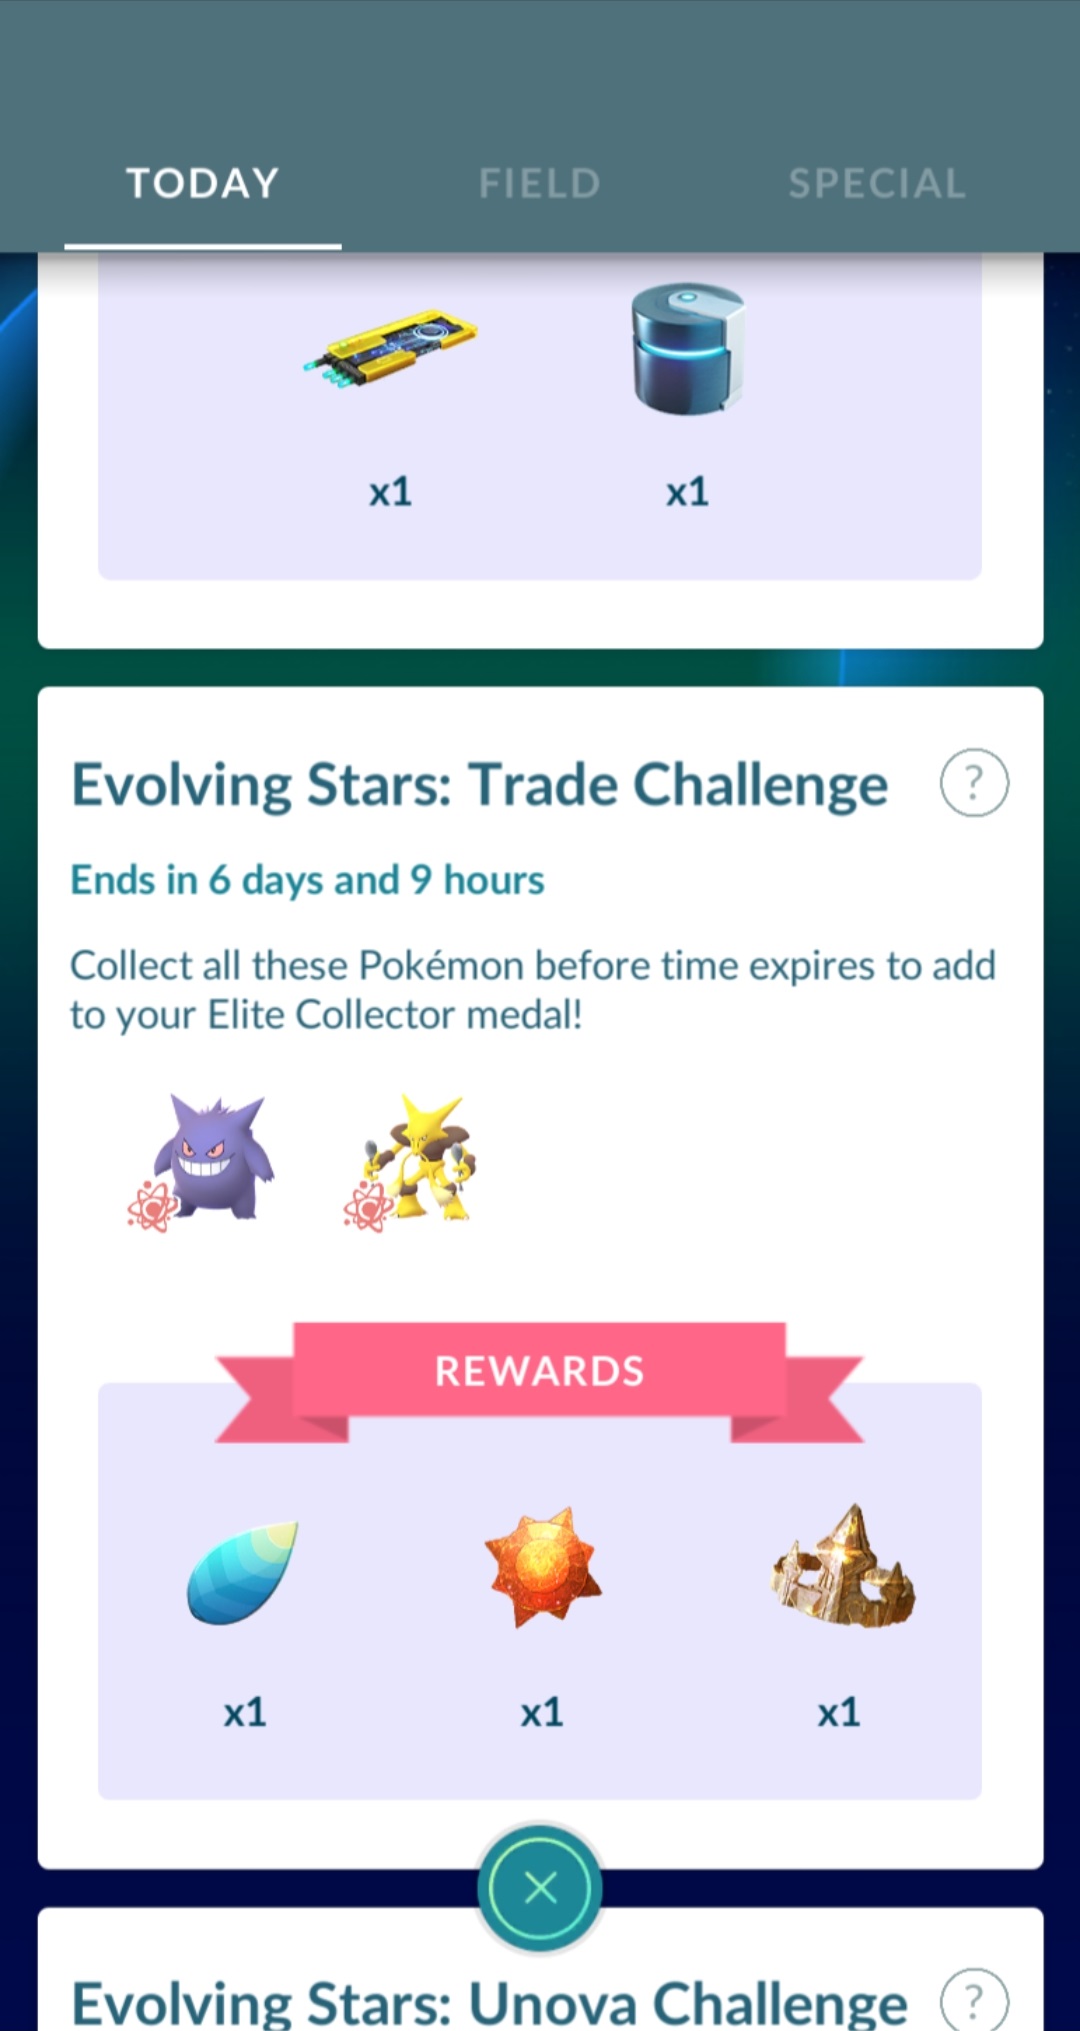 TODAY FIELD SPECIAL
x1 x1
Evolving Stars: Trade Challenge ?
Ends in 6 days and 9 hours
Collect all these Pokémon before time expires to add
to your Elite Collector medal!
REWARDS
x1 x1 x1
Evolving Stars: Unova Challenge ?